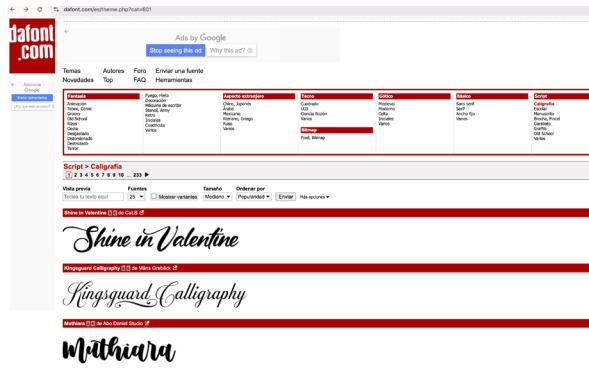 dafont.com/es/theme.php?cat=601
dafont
.com
Ads by Google
Stop seeing this ad Why this ad?
Anuncios
Google
Temas Autores Foro Enviar una fuente
Novedades Top FAQ Herramientas
Fantasía
Animación
Tebeo, Cómic
Groovy
Old School
Rizos
Oeste
Desgastado
Distorsionado
Destrozado
Terror
Fuego, Hielo
Decoración
Máquina de escribir
Stencil, Army
Retro
Iniciales
Cuadrícula
Varios
Aspecto extranjero
Chino, Japonés
Árabe
Mexicano
Romano, Griego
Ruso
Varios
Tecno
Cuadrado
LCD
Ciencia ficción
Varios
Bitmap
Pixel, Bitmap
Gótico
Medieval
Moderno
Celta
Iniciales
Varios
Básico
Sans serif
Serif
Ancho fijo
Varios
Script
Caligrafía
Escolar
Manuscrito
Brocha, Pincel
Garabato
Graffiti
Old School
Varios
Script > Caligrafía
1 2 3 4 5 6 7 8 9 10 ... 233
Vista previa Fuentes Tamaño Ordenar por
Teclea tu texto aquí 25 Mostrar variantes Mediano Popularidad Enviar Más opciones
Shine in Valentine de Cat.B
Shine in Valentine
Kingsguard Calligraphy de Måns Grebäck
Kingsguard Calligraphy
Muthiara de Abo Daniel Studio
Muthiara